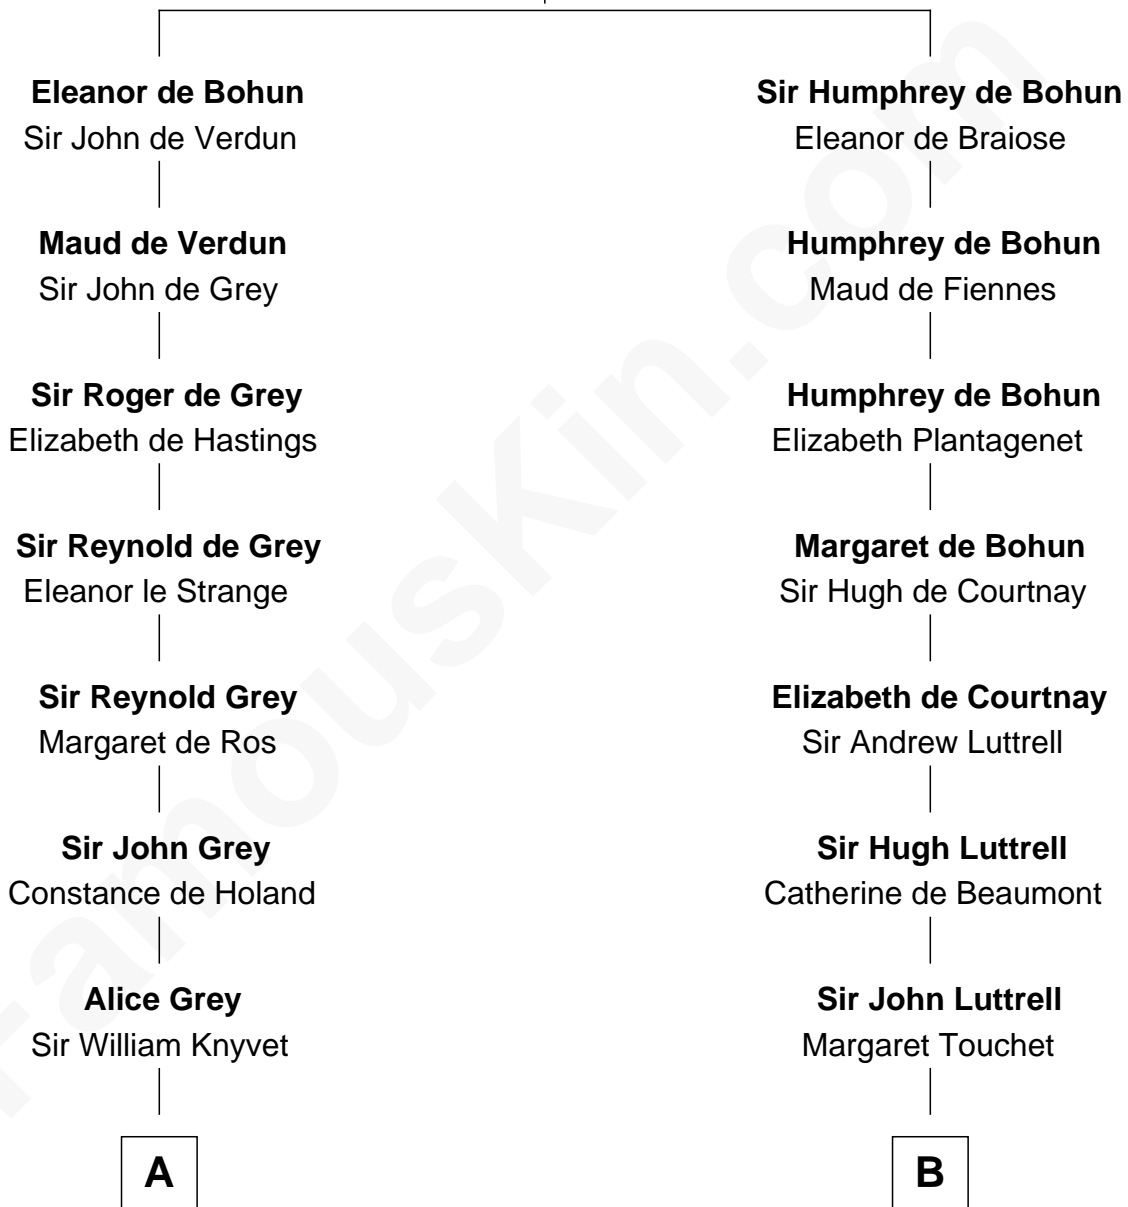 Eleanor de Bohun
Sir John de Verdun
Maud de Verdun
Sir John de Grey
Sir Roger de Grey
Elizabeth de Hastings
Sir Reynold de Grey
Eleanor le Strange
Sir Reynold Grey
Margaret de Ros
Sir John Grey
Constance de Holand
Alice Grey
Sir William Knyvet
A
Sir Humphrey de Bohun
Eleanor de Braiose
Humphrey de Bohun
Maud de Fiennes
Humphrey de Bohun
Elizabeth Plantagenet
Margaret de Bohun
Sir Hugh de Courtnay
Elizabeth de Courtnay
Sir Andrew Luttrell
Sir Hugh Luttrell
Catherine de Beaumont
Sir John Luttrell
Margaret Touchet
B
FamousKin.com